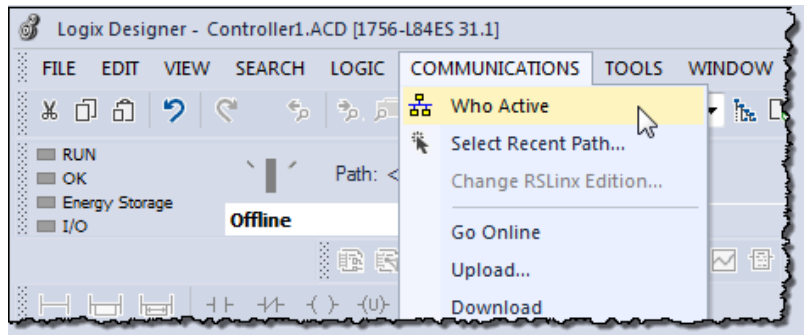 Logix Designer - Controller1.ACD [1756-L84ES 31.1]
FILE EDIT VIEW SEARCH LOGIC COMMUNICATIONS TOOLS WINDOW
Who Active
RUN
OK
Energy Storage
I/O
Path: <
Offline
Select Recent Path...
Change RSLinx Edition...
Go Online
Upload...
Download
(U)